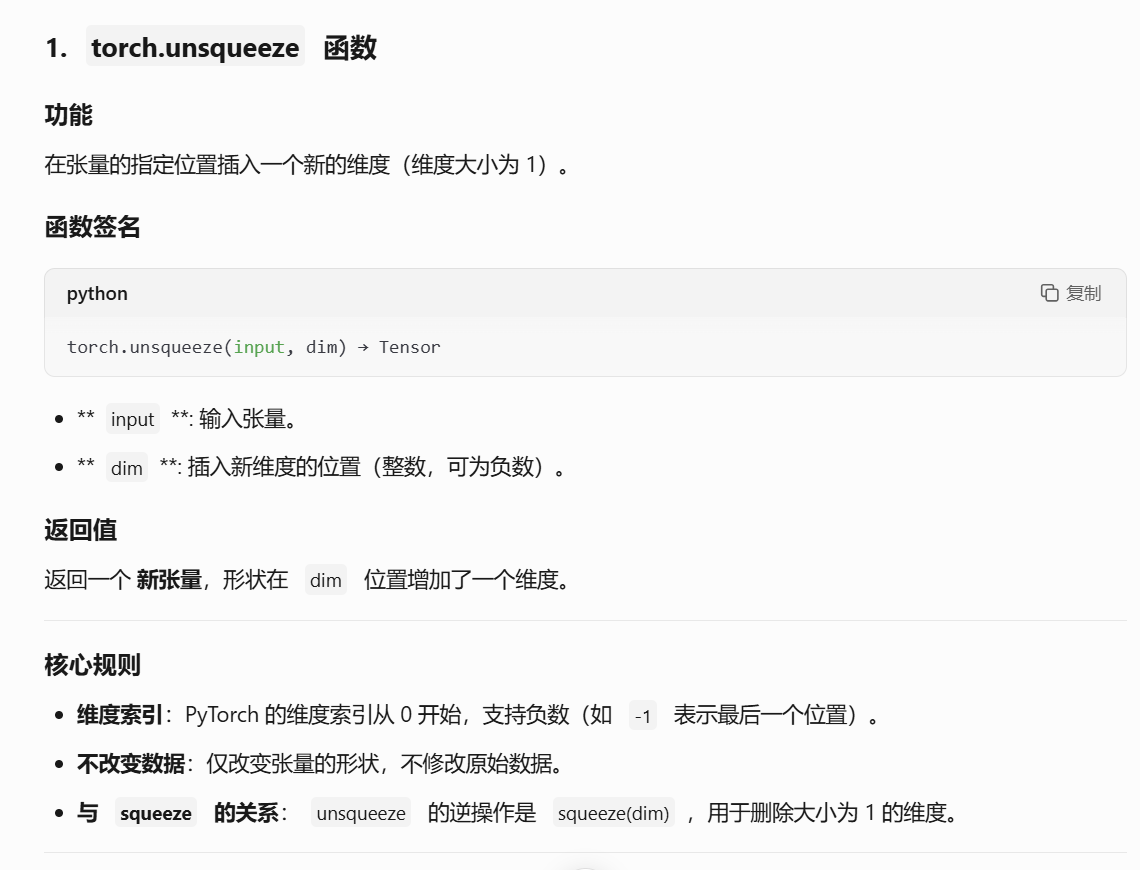 1. torch.unsqueeze 函数
功能
在张量的指定位置插入一个新的维度（维度大小为 1）。
函数签名
python 复制
torch.unsqueeze(input, dim) → Tensor
• ** input **: 输入张量。
• ** dim **: 插入新维度的位置（整数，可为负数）。
返回值
返回一个 新张量，形状在 dim 位置增加了一个维度。
核心规则
• 维度索引：PyTorch 的维度索引从 0 开始，支持负数（如 -1 表示最后一个位置）。
• 不改变数据：仅改变张量的形状，不修改原始数据。
• 与 squeeze 的关系： unsqueeze 的逆操作是 squeeze(dim) ，用于删除大小为 1 的维度。